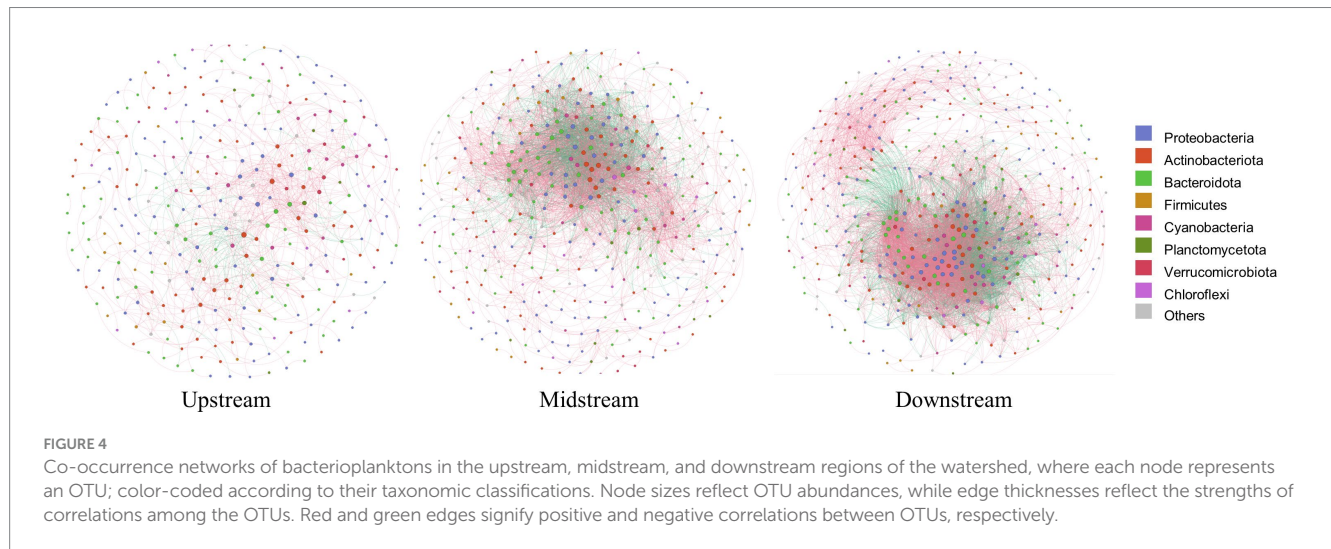 Proteobacteria
Actinobacteriota
Bacteroidota
Firmicutes
Cyanobacteria
Planctomycetota
Verrucomicrobiota
Chloroflexi
Others
Upstream
Midstream
Downstream
FIGURE 4
Co-occurrence networks of bacterioplanktons in the upstream, midstream, and downstream regions of the watershed, where each node represents
an OTU; color-coded according to their taxonomic classifications. Node sizes reflect OTU abundances, while edge thicknesses reflect the strengths of
correlations among the OTUs. Red and green edges signify positive and negative correlations between OTUs, respectively.